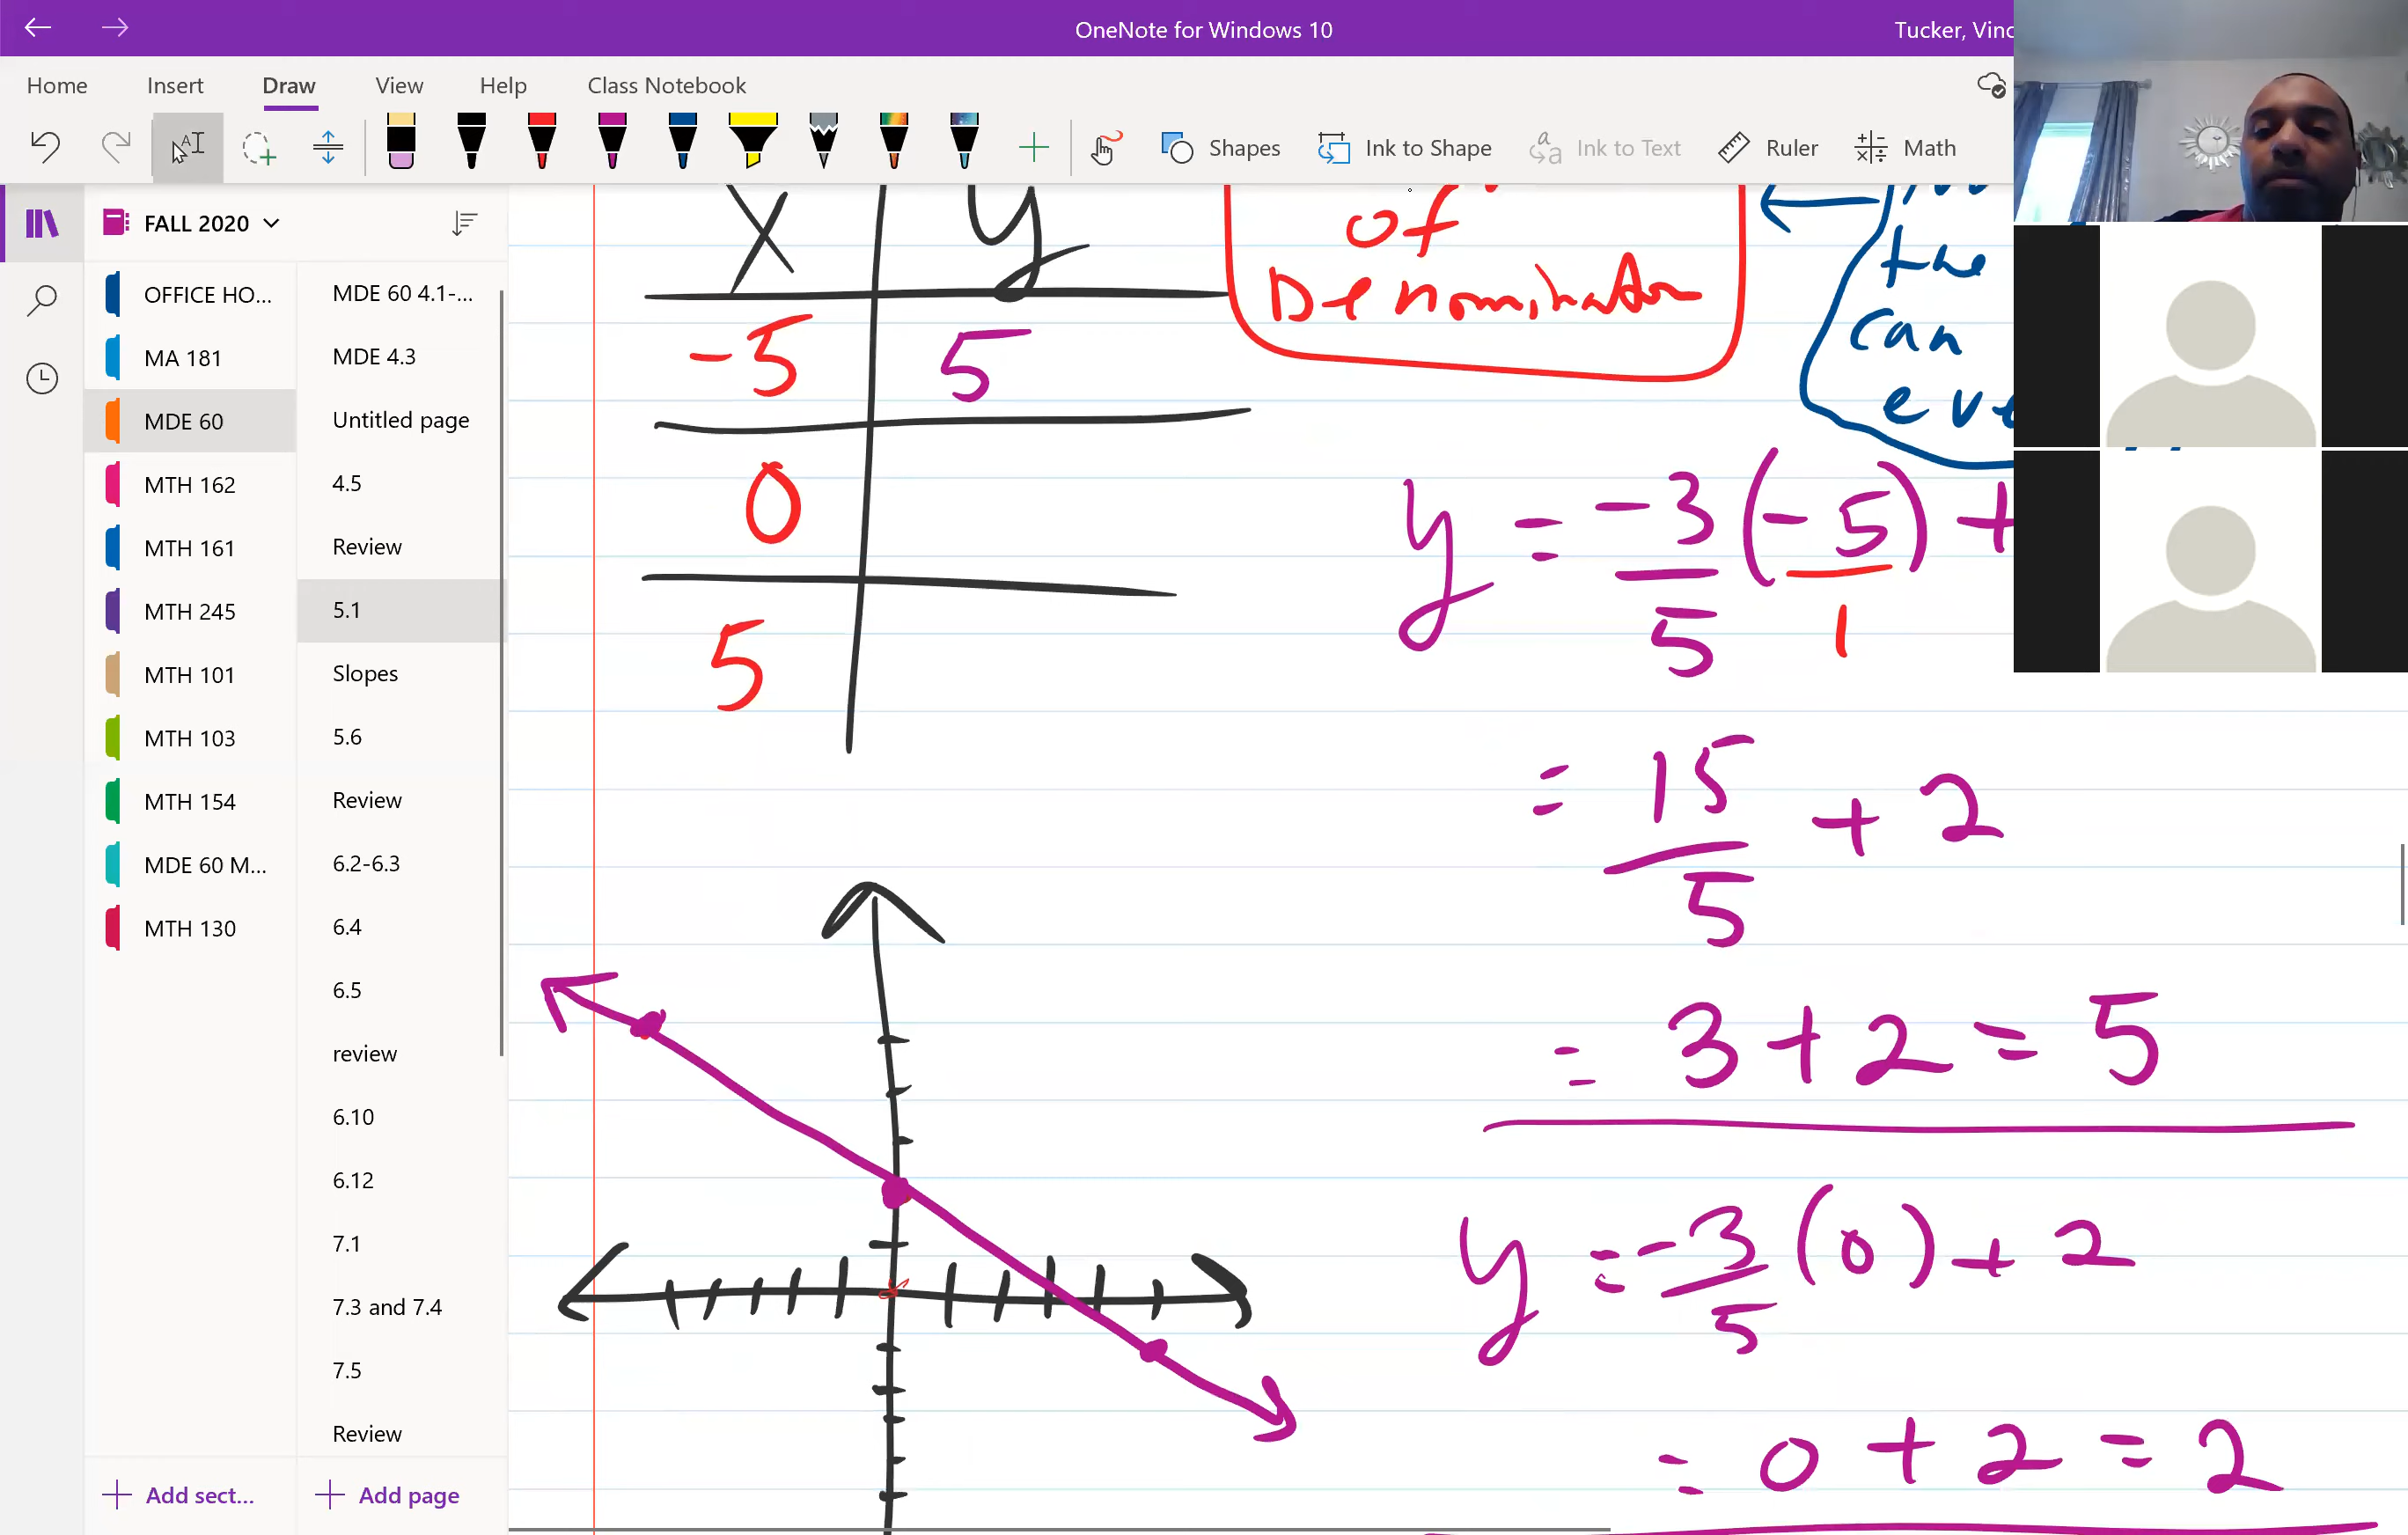 OneNote for Windows 10
Tucker, Vinc
Home Insert Draw View Help Class Notebook
Shapes Ink to Shape Ink to Text Ruler Math
FALL 2020
OFFICE HO...
MA 181
MDE 60
MTH 162
MTH 161
MTH 245
MTH 101
MTH 103
MTH 154
MDE 60 M...
MTH 130
Add sect...
MDE 60 4.1-...
MDE 4.3
Untitled page
4.5
Review
5.1
Slopes
5.6
Review
6.2-6.3
6.4
6.5
review
6.10
6.12
7.1
7.3 and 7.4
7.5
Review
Add page
x y
-5 5
0
5
of
Denominator
the
can
eve
y = -3/5 (-5/1) +
= 15/5 + 2
= 3 + 2 = 5
y = -3/5 (0) + 2
= 0 + 2 = 2